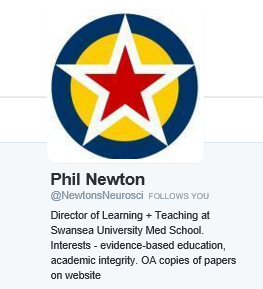 Phil Newton
@NewtonsNeurosci FOLLOWS YOU
Director of Learning + Teaching at
Swansea University Med School.
Interests - evidence-based education,
academic integrity. OA copies of papers
on website